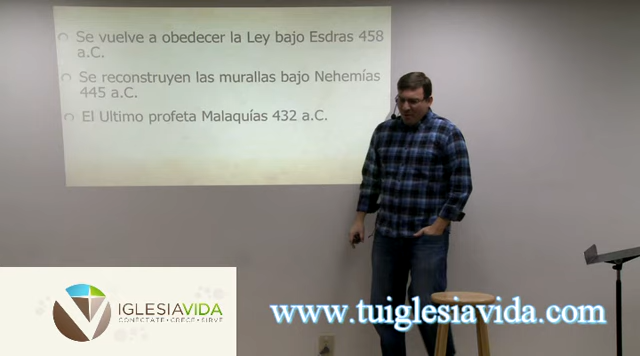 Se vuelve a obedecer la Ley bajo Esdras 458
a.C.
Se reconstruyen las murallas bajo Nehemías
445 a.C.
El Ultimo profeta Malaquías 432 a.C.
IGLESIAVIDA
CONECTATE • CRECE • SIRVE
www.tuiglesiavida.com